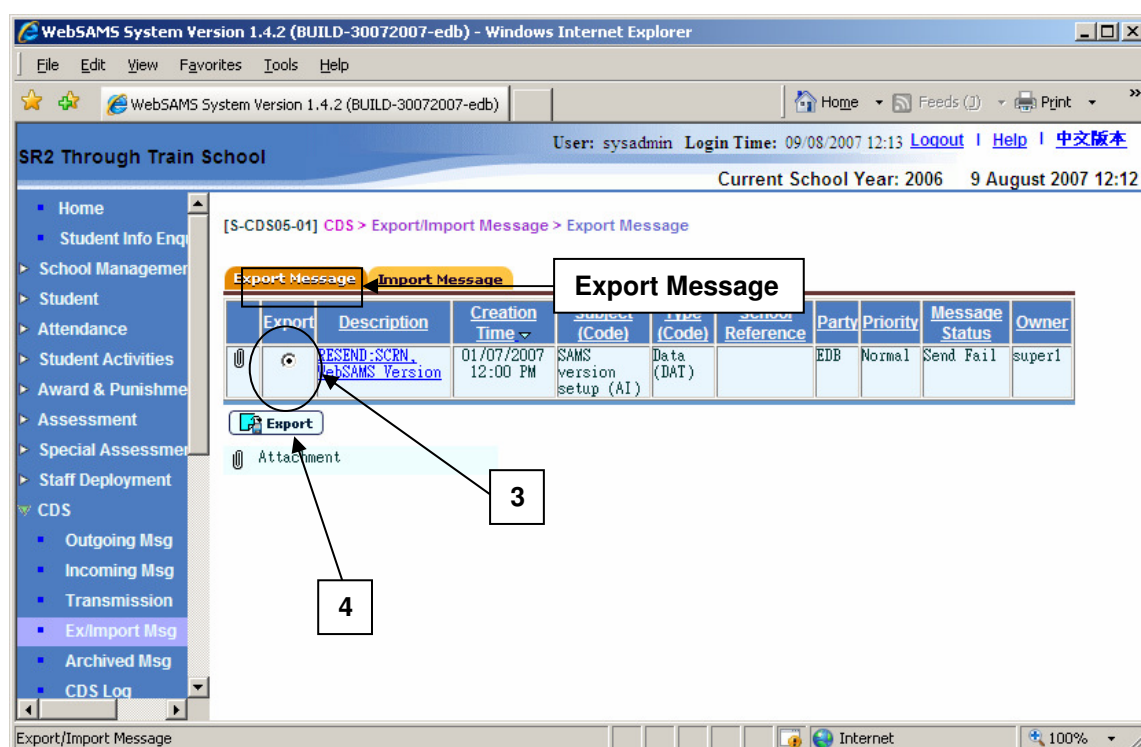 WebSAMS System Version 1.4.2 (BUILD-30072007-edb) - Windows Internet Explorer
File Edit View Favorites Tools Help
WebSAMS System Version 1.4.2 (BUILD-30072007-edb)
Home Feeds (J) Print »
SR2 Through Train School
User: sysadmin Login Time: 09/08/2007 12:13 Logout | Help | 中文版本
Current School Year: 2006 9 August 2007 12:12
Home
Student Info Enq
School Managemen
Student
Attendance
Student Activities
Award & Punishme
Assessment
Special Assessmen
Staff Deployment
CDS
Outgoing Msg
Incoming Msg
Transmission
Ex/Import Msg
Archived Msg
CDS Log
[S-CDS05-01] CDS > Export/Import Message > Export Message
Export Message Import Message
Export Message
Export Description Creation Time Subject (Code) Type (Code) School Reference Party Priority Message Status Owner
RESEND:SCRN, 01/07/2007 SAMS Data EDB Normal Send Fail super1
WebSAMS Version 12:00 PM version (DAT)
setup (AI)
Export
Attachment
3
4
Export/Import Message
Internet 100%